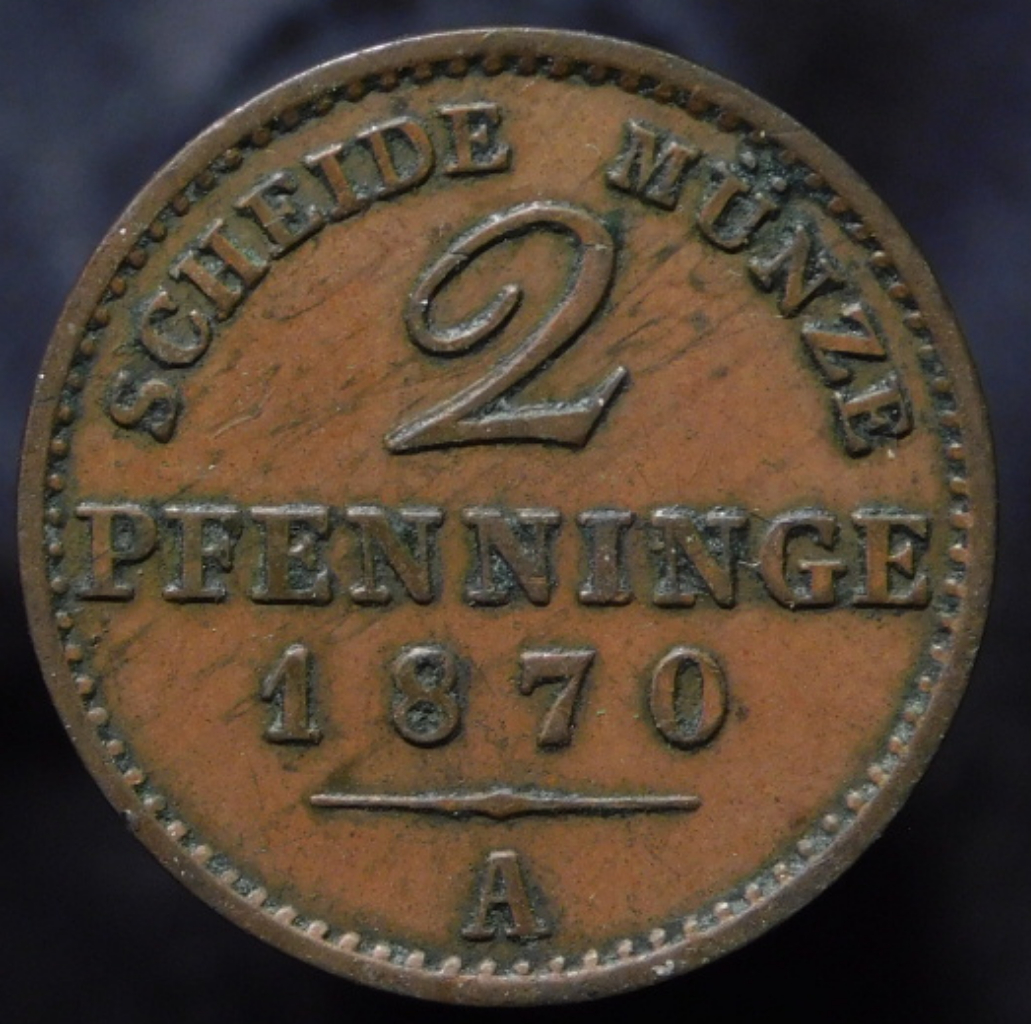 SCHEIDE MÜNZE
2
PFENNINGE
1870
A